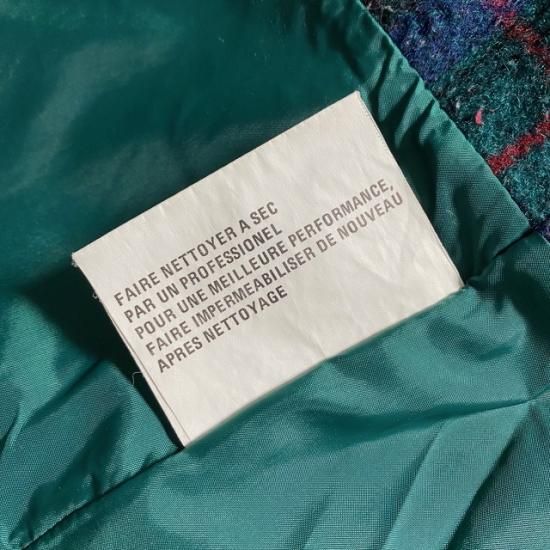 FAIRE NETTOYER A SEC
PAR UN PROFESSIONEL
POUR UNE MEILLEURE PERFORMANCE,
FAIRE IMPERMEABILISER DE NOUVEAU
APRES NETTOYAGE